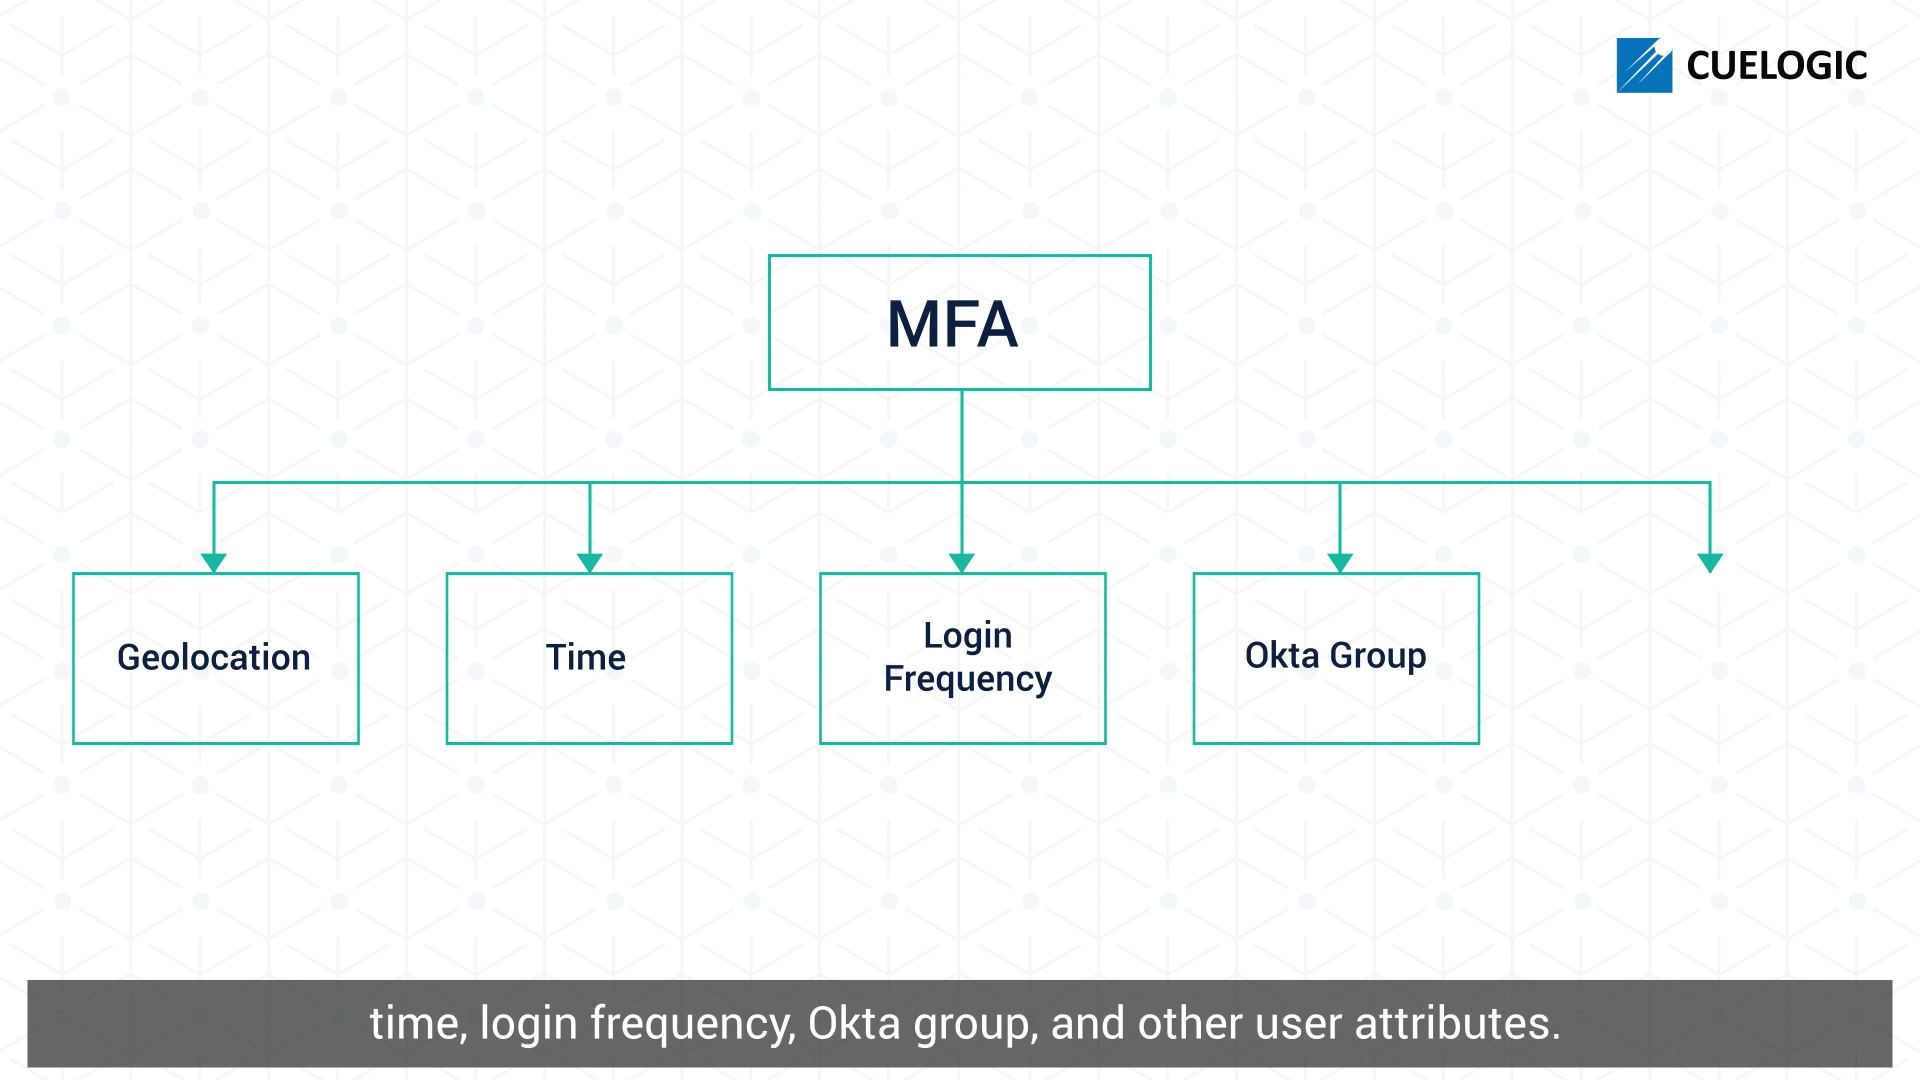 CUELOGIC
MFA
Geolocation
Time
Login
Frequency
Okta Group
time, login frequency, Okta group, and other user attributes.